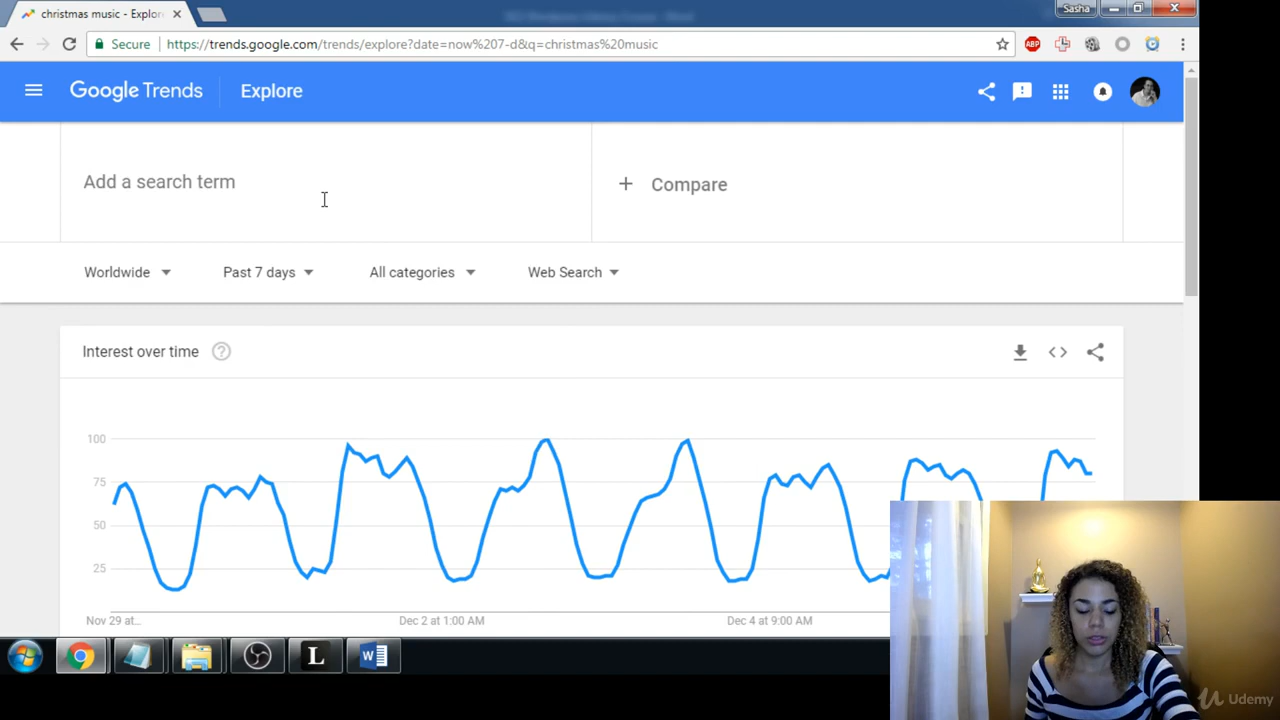 christmas music - Explor
Sasha
Secure
https://trends.google.com/trends/explore?date=now%207-d&q=christmas%20music
ABP
Google Trends
Explore
Add a search term
+ Compare
Worldwide
Past 7 days
All categories
Web Search
Interest over time
?
100
75
50
25
Nov 29 at...
Dec 2 at 1:00 AM
Dec 4 at 9:00 AM
L
W
Udemy